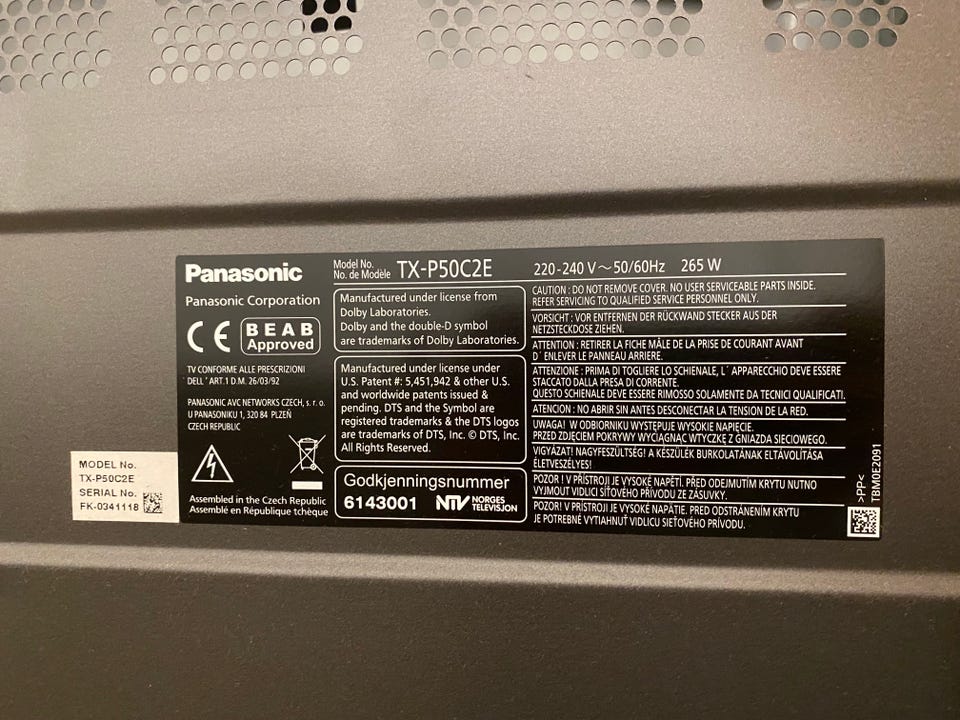 Panasonic
Panasonic Corporation
CE
BEAB
Approved
TV CONFORME ALLE PRESCRIZIONI
DELL' ART.1 D.M. 26/03/92
PANASONIC AVC NETWORKS CZECH, s. r. o.
U PANASONIKU 1, 320 84 PLZEŇ
CZECH REPUBLIC
Assembled in the Czech Republic
Assemblé en République tchèque
Model No.
No. de Modèle
TX-P50C2E
220-240 V ~ 50/60Hz 265 W
Manufactured under license from
Dolby Laboratories.
Dolby and the double-D symbol
are trademarks of Dolby Laboratories.
Manufactured under license under
U.S. Patent #: 5,451,942 & other U.S.
and worldwide patents issued &
pending. DTS and the Symbol are
registered trademarks & the DTS logos
are trademarks of DTS, Inc. © DTS, Inc.
All Rights Reserved.
Godkjenningsnummer
6143001
NTV NORGES
TELEVISJON
CAUTION : DO NOT REMOVE COVER. NO USER SERVICEABLE PARTS INSIDE.
REFER SERVICING TO QUALIFIED SERVICE PERSONNEL ONLY.
VORSICHT : VOR ENTFERNEN DER RÜCKWAND STECKER AUS DER
NETZSTECKDOSE ZIEHEN.
ATTENTION : RETIRER LA FICHE MÂLE DE LA PRISE DE COURANT AVANT
D' ENLEVER LE PANNEAU ARRIERE.
ATTENZIONE : PRIMA DI TOGLIERE LO SCHIENALE, L' APPARECCHIO DEVE ESSERE
STACCATO DALLA PRESA DI CORRENTE.
QUESTO SCHIENALE DEVE ESSERE RIMOSSO SOLAMENTE DA TECNICI QUALIFICATI.
ATENCION : NO ABRIR SIN ANTES DESCONECTAR LA TENSION DE LA RED.
UWAGA! W ODBIORNIKU WYSTĘPUJE WYSOKIE NAPIĘCIE.
PRZED ZDJĘCIEM POKRYWY WYCIĄGNĄĆ WTYCZKĘ Z GNIAZDA SIECIOWEGO.
VIGYÁZAT! NAGYFESZÜLTSÉG! A KÉSZÜLÉK BURKOLATÁNAK ELTÁVOLÍTÁSA
ÉLETVESZÉLYES!
POZOR ! V PŘÍSTROJI JE VYSOKÉ NAPĚTÍ. PŘED ODEJMUTÍM KRYTU NUTNO
VYJMOUT VIDLICI SÍŤOVÉHO PŘÍVODU ZE ZÁSUVKY.
POZOR! V PRÍSTROJI JE VYSOKÉ NAPÄTIE. PRED ODSTRÁNENÍM KRYTU
JE POTREBNÉ VYTIAHNUŤ VIDLICU SIEŤOVÉHO PRÍVODU.
>PP<
TBM0E2091
MODEL No.
TX-P50C2E
SERIAL No.
FK-0341118